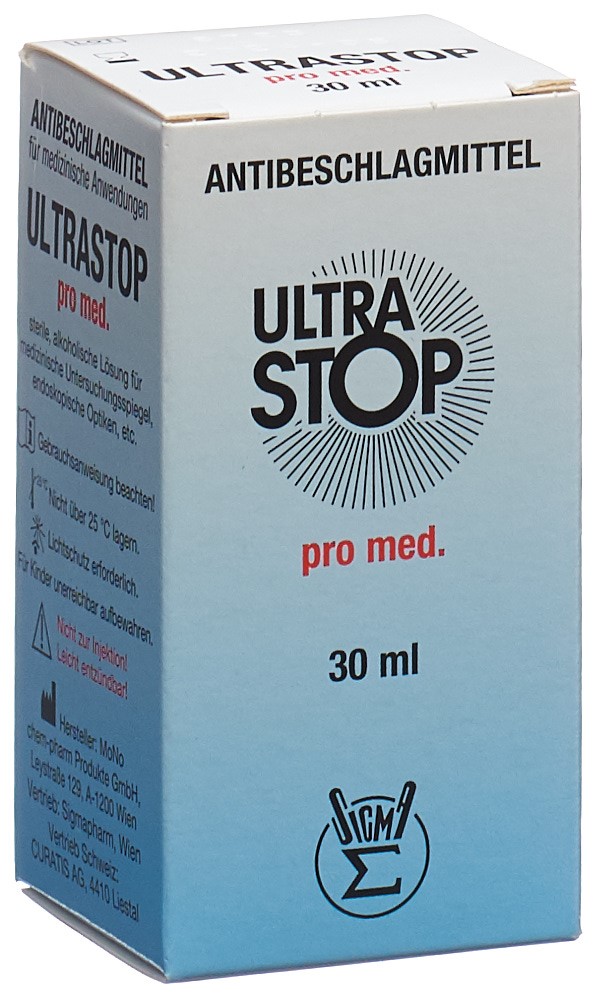 LOT
ULTRASTOP
pro med.
30 ml
ANTIBESCHLAGMITTEL
ULTRA
STOP
pro med.
30 ml
SIGMA
Σ
ANTIBESCHLAGMITTEL
für medizinische Anwendungen
ULTRASTOP
pro med.
sterile, alkoholische Lösung für
medizinische Untersuchungsspiegel,
endoskopische Optiken, etc.
Gebrauchsanweisung beachten!
25 °C
Nicht über 25 °C lagern.
Lichtschutz erforderlich.
Für Kinder unerreichbar aufbewahren.
Nicht zur Injektion!
Leicht entzündbar!
Hersteller: MoNo
chem-pharm Produkte GmbH,
Leystraße 129, A-1200 Wien
Vertrieb: Sigmapharm, Wien
Vertrieb Schweiz:
CURATIS AG, 4410 Liestal